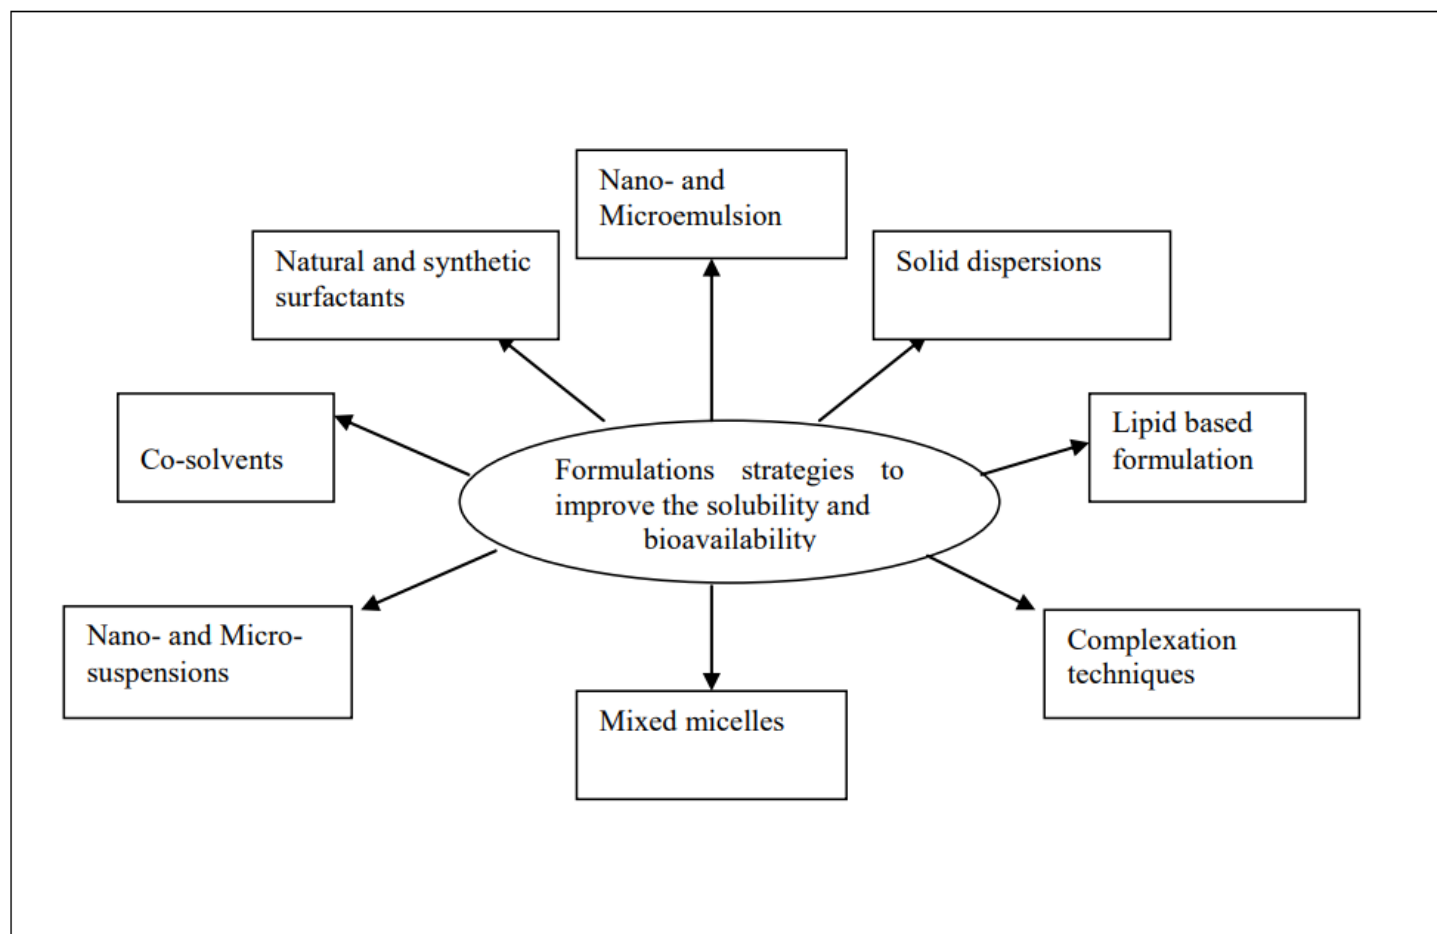 Nano- and
Microemulsion
Natural and synthetic
surfactants
Solid dispersions
Co-solvents
Lipid based
formulation
Formulations strategies to
improve the solubility and
bioavailability
Nano- and Micro-
suspensions
Complexation
techniques
Mixed micelles